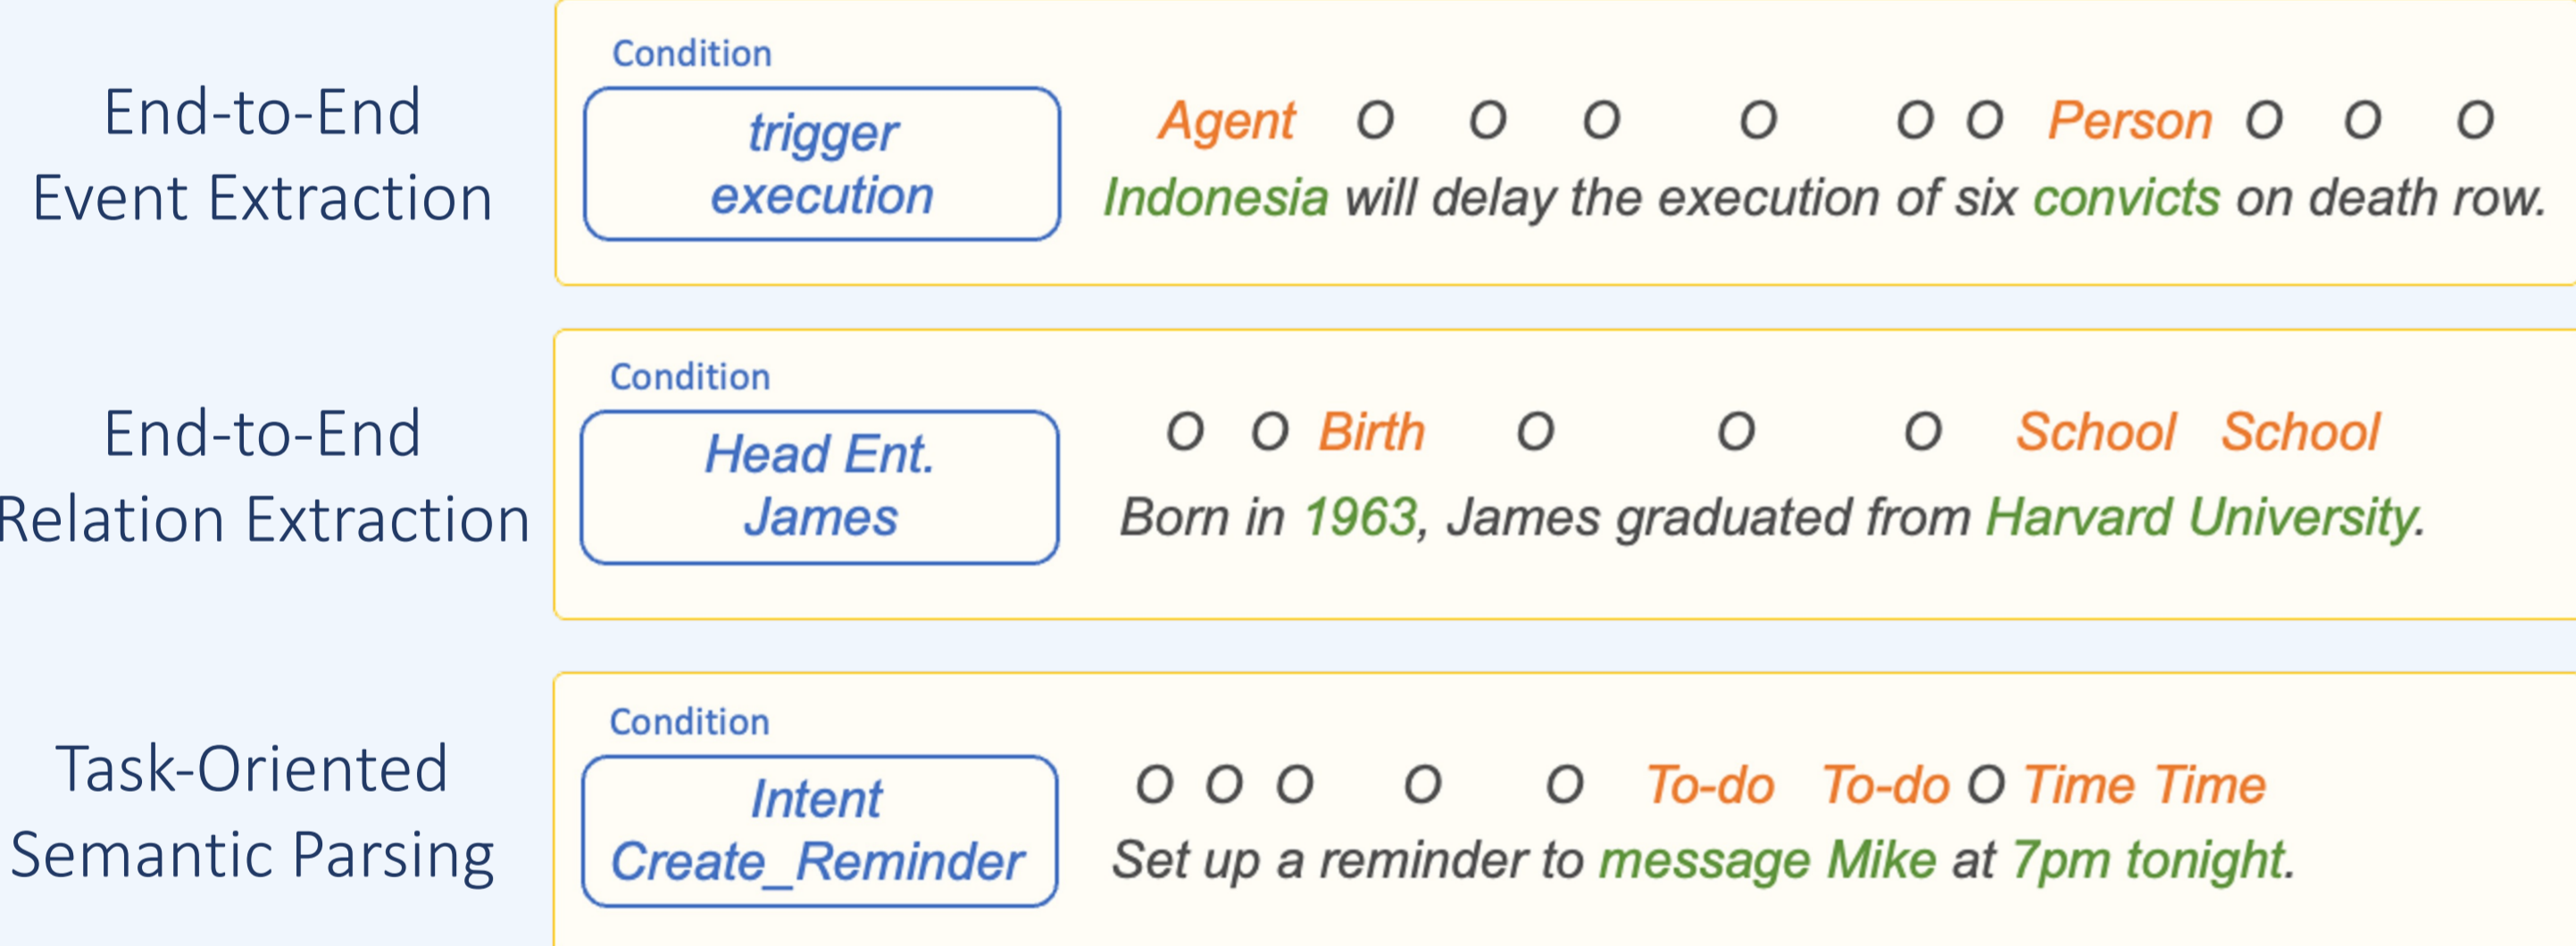 End-to-End
Event Extraction
Condition
trigger
execution
Agent O O O O O O Person O O O
Indonesia will delay the execution of six convicts on death row.
End-to-End
Relation Extraction
Condition
Head Ent.
James
O O Birth O O O School School
Born in 1963, James graduated from Harvard University.
Task-Oriented
Semantic Parsing
Condition
Intent
Create_Reminder
O O O O O To-do To-do O Time Time
Set up a reminder to message Mike at 7pm tonight.